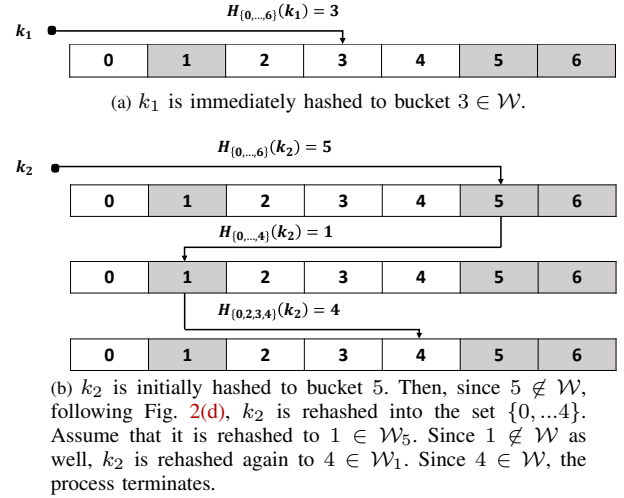 H{0,...,6}(k1) = 3
k1
0 1 2 3 4 5 6
(a) k1 is immediately hashed to bucket 3 ∈ W.
H{0,...,6}(k2) = 5
k2
0 1 2 3 4 5 6
H{0,...,4}(k2) = 1
0 1 2 3 4 5 6
H{0,2,3,4}(k2) = 4
0 1 2 3 4 5 6
(b) k2 is initially hashed to bucket 5. Then, since 5 ∉ W,
following Fig. 2(d), k2 is rehashed into the set {0, ...4}.
Assume that it is rehashed to 1 ∈ W5. Since 1 ∉ W as
well, k2 is rehashed again to 4 ∈ W1. Since 4 ∈ W, the
process terminates.